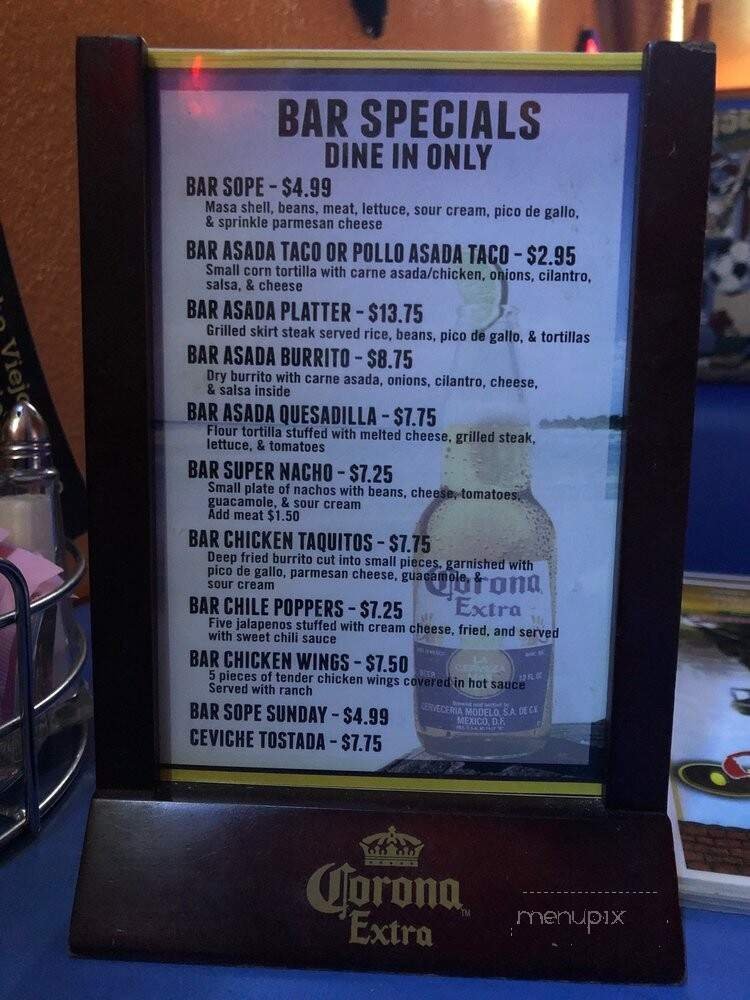 BAR SPECIALS
DINE IN ONLY
BAR SOPE - $4.99
Masa shell, beans, meat, lettuce, sour cream, pico de gallo,
& sprinkle parmesan cheese
BAR ASADA TACO OR POLLO ASADA TACO - $2.95
Small corn tortilla with carne asada/chicken, onions, cilantro,
salsa, & cheese
BAR ASADA PLATTER - $13.75
Grilled skirt steak served rice, beans, pico de gallo, & tortillas
BAR ASADA BURRITO - $8.75
Dry burrito with carne asada, onions, cilantro, cheese,
& salsa inside
BAR ASADA QUESADILLA - $7.75
Flour tortilla stuffed with melted cheese, grilled steak,
lettuce, & tomatoes
BAR SUPER NACHO - $7.25
Small plate of nachos with beans, cheese, tomatoes,
guacamole, & sour cream
Add meat $1.50
BAR CHICKEN TAQUITOS - $7.75
Deep fried burrito cut into small pieces, garnished with
pico de gallo, parmesan cheese, guacamole, &
sour cream
BAR CHILE POPPERS - $7.25
Five jalapenos stuffed with cream cheese, fried, and served
with sweet chili sauce
BAR CHICKEN WINGS - $7.50
5 pieces of tender chicken wings covered in hot sauce
Served with ranch
BAR SOPE SUNDAY - $4.99
CEVICHE TOSTADA - $7.75
Corona
Extra
LA
CERVEZA
BEER
CERVECERIA MODELO, S.A. DE C.V.
MEXICO, D.F.
Corona
TM
Extra
menupix